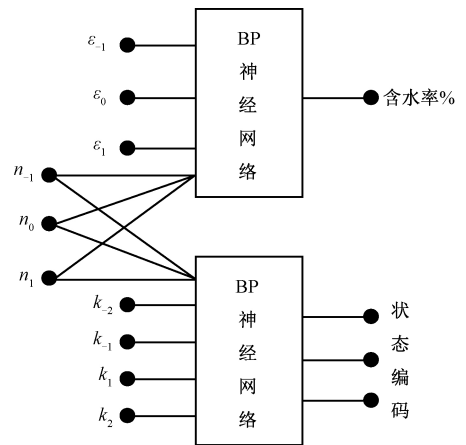 ε₋₁
ε₀
ε₁
BP
神
经
网
络
含水率%
n₋₁
n₀
n₁
k₋₂
k₋₁
k₁
k₂
BP
神
经
网
络
状
态
编
码